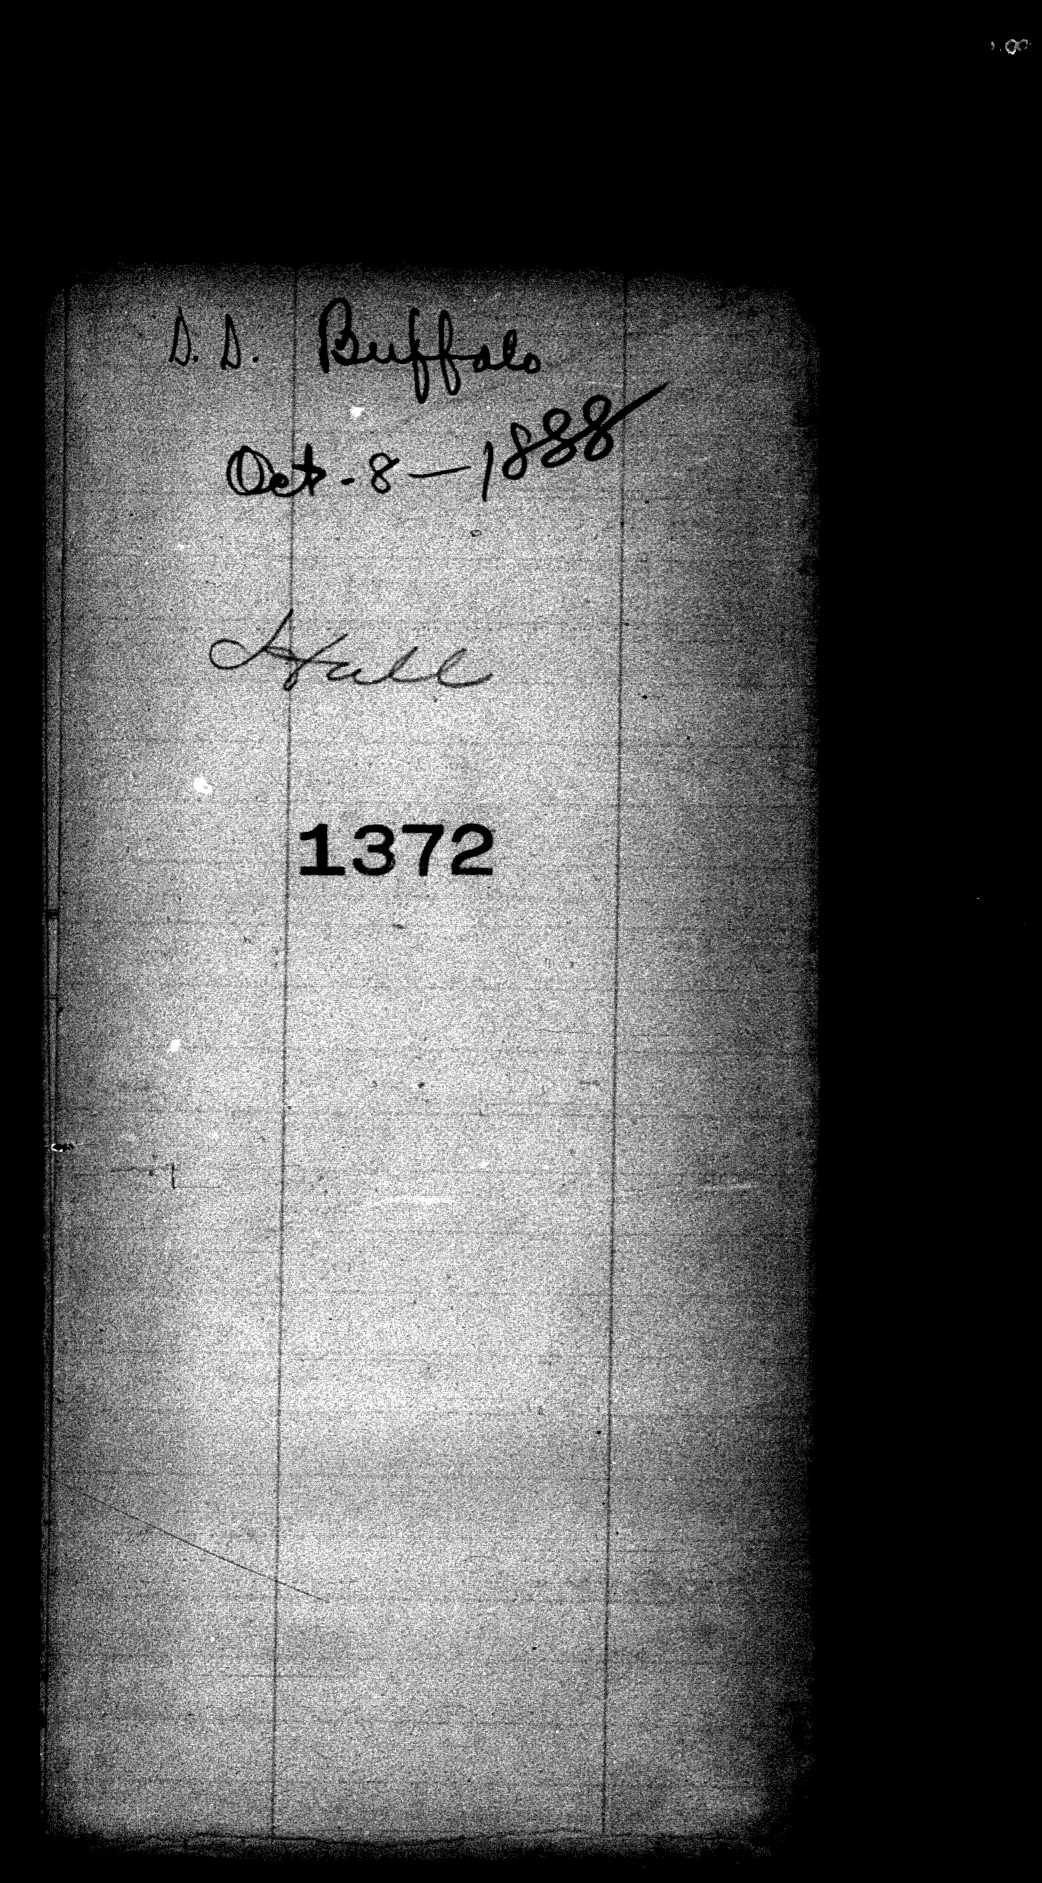 D. D. Buffalo
Oct. 8 — 1888
Hall
1372